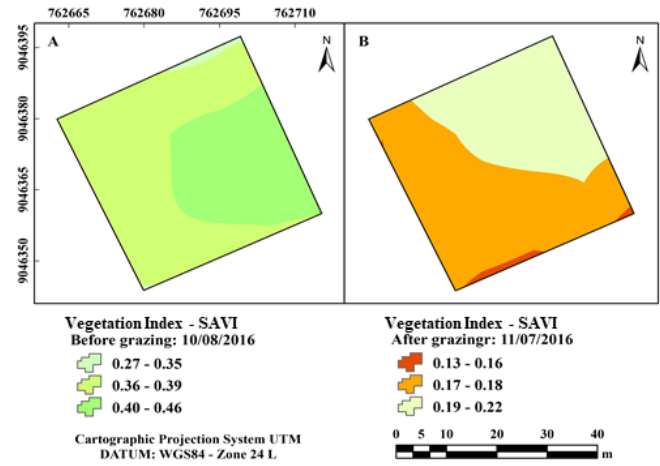 762665 762680 762695 762710
9046395
9046380
9046365
9046350
A
N
B
N
Vegetation Index - SAVI
Before grazing: 10/08/2016
0.27 - 0.35
0.36 - 0.39
0.40 - 0.46
Cartographic Projection System UTM
DATUM: WGS84 - Zone 24 L
Vegetation Index - SAVI
After grazingr: 11/07/2016
0.13 - 0.16
0.17 - 0.18
0.19 - 0.22
0 5 10 20 30 40
m